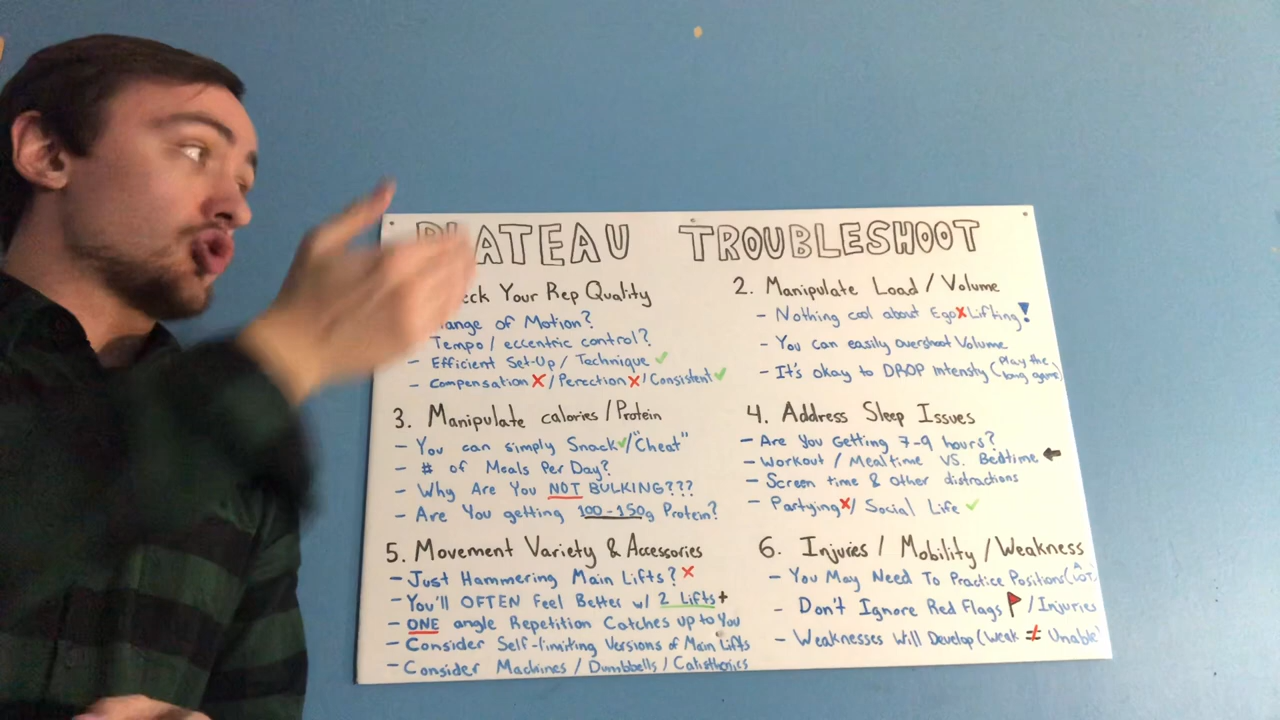 PLATEAU TROUBLESHOOT
eck Your Rep Quality
ange of Motion?
Tempo / eccentric control?
- Efficient Set-Up / Technique ✓
- Compensation X / Perection X / Consistent ✓
2. Manipulate Load / Volume
- Nothing cool about Ego X Lifting!
- You can easily overshoot Volume
- It's okay to DROP intensty (Play the long game)
3. Manipulate calories / Protein
- You can simply Snack ✓ / "Cheat"
- # of Meals Per Day?
- Why Are You NOT BULKING???
- Are You getting 100-150g Protein?
4. Address Sleep Issues
- Are You Getting 7-9 hours?
- Workout / Mealtime VS. Bedtime ←
- Screen time & other distractions
- Partying X / Social Life ✓
5. Movement Variety & Accessories
- Just Hammering Main Lifts? X
- You'll OFTEN Feel Better w/ 2 Lifts +
- ONE angle Repetition Catches up to You
- Consider Self-limiting Versions of Main Lifts
- Consider Machines / Dumbbells / Calisthenics
6. Injuries / Mobility / Weakness
- You May Need To Practice Positions
- Don't Ignore Red Flags / Injuries
- Weaknesses Will Develop (Weak ≠ Unable)